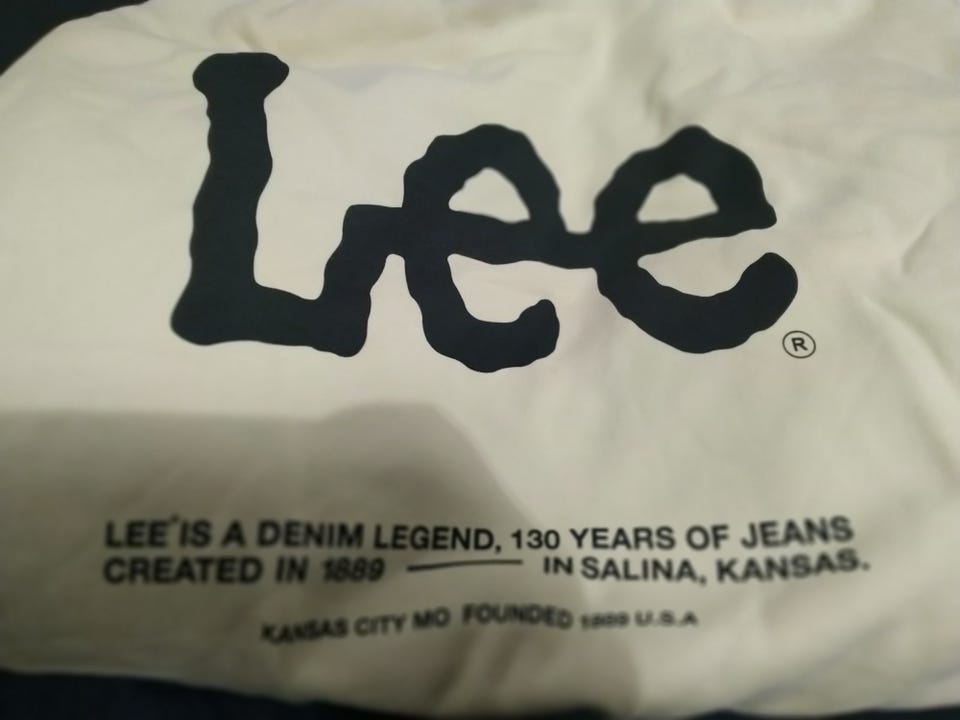 Lee®
LEE® IS A DENIM LEGEND, 130 YEARS OF JEANS
CREATED IN 1889 —— IN SALINA, KANSAS.
KANSAS CITY MO FOUNDED 1889 U.S.A